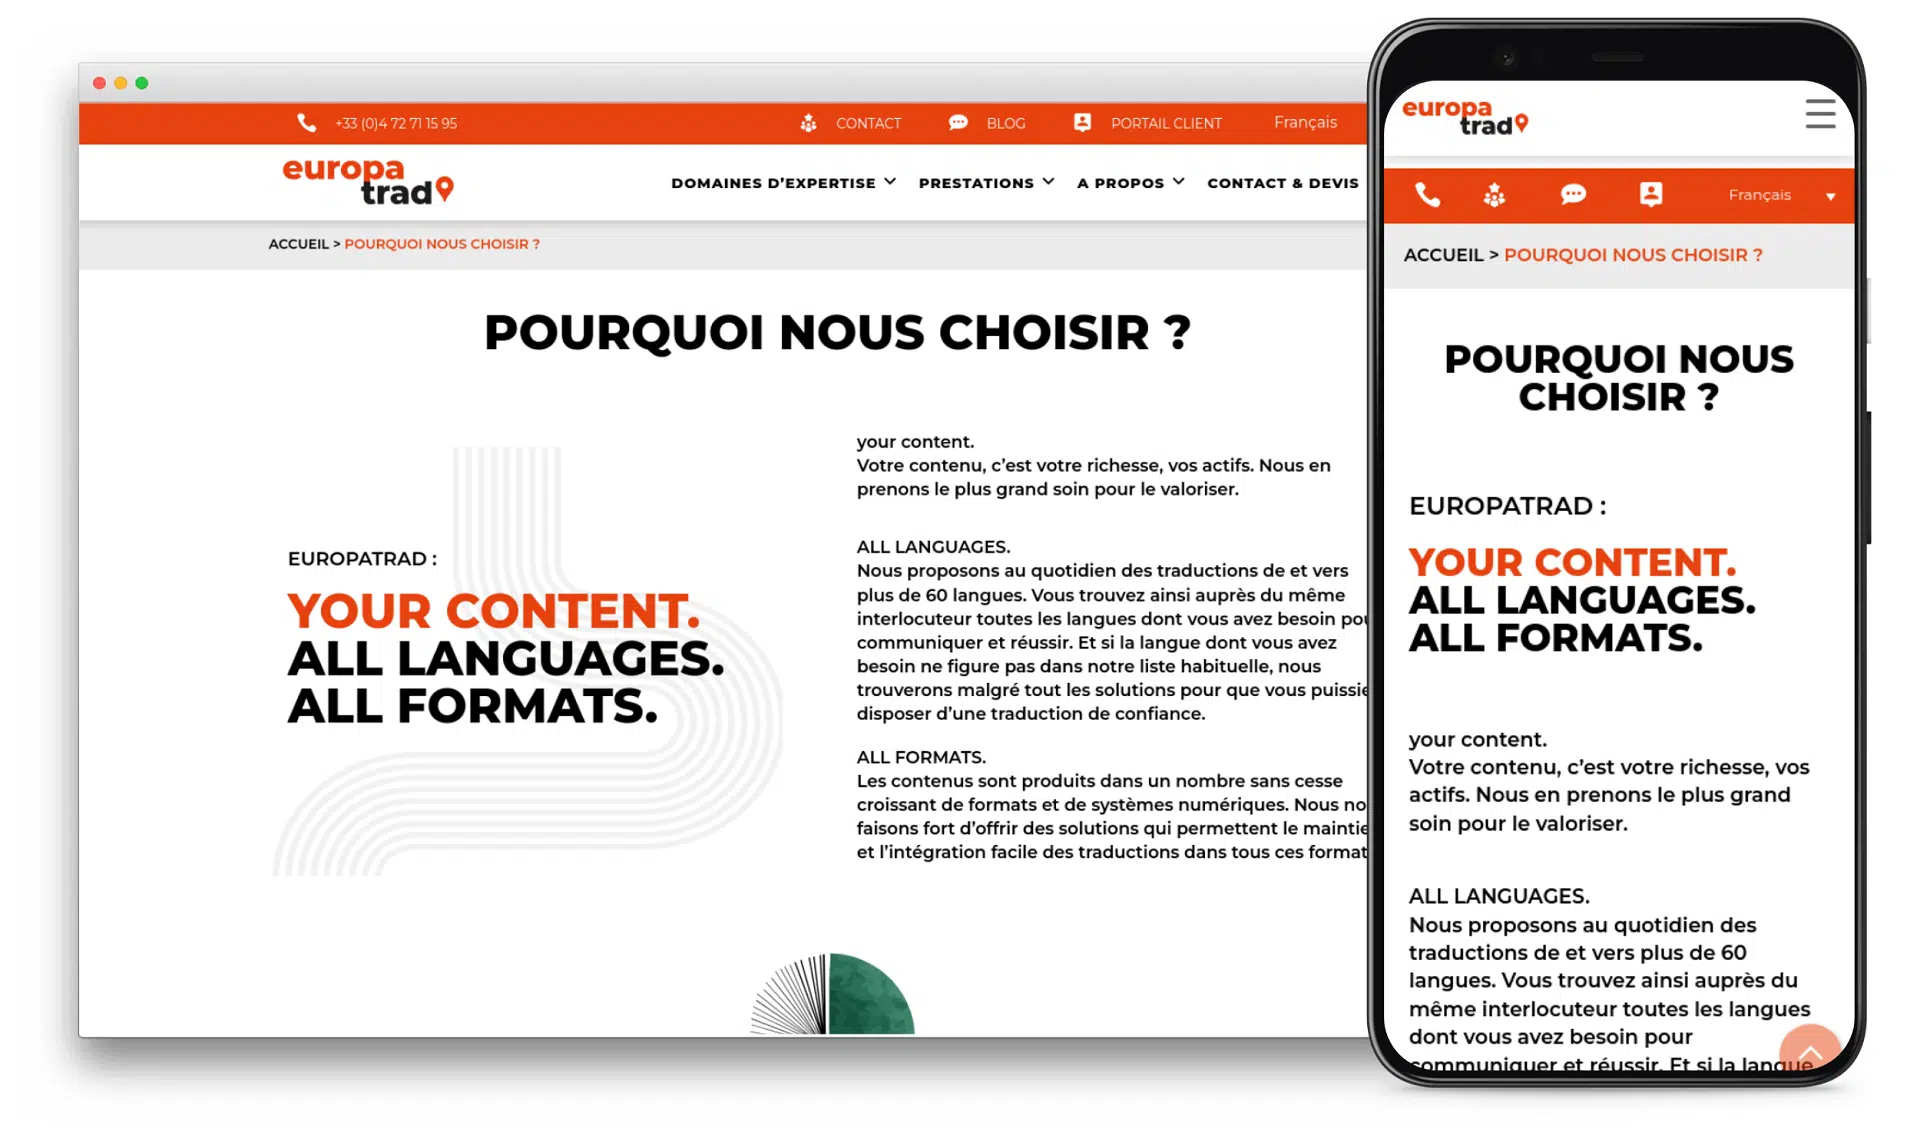 +33 (0)4 72 71 15 95
CONTACT
BLOG
PORTAIL CLIENT
Français
europa
trad
DOMAINES D’EXPERTISE
PRESTATIONS
A PROPOS
CONTACT & DEVIS
ACCUEIL > POURQUOI NOUS CHOISIR ?
POURQUOI NOUS CHOISIR ?
EUROPATRAD :
YOUR CONTENT.
ALL LANGUAGES.
ALL FORMATS.
your content.
Votre contenu, c’est votre richesse, vos actifs. Nous en
prenons le plus grand soin pour le valoriser.
ALL LANGUAGES.
Nous proposons au quotidien des traductions de et vers
plus de 60 langues. Vous trouvez ainsi auprès du même
interlocuteur toutes les langues dont vous avez besoin
communiquer et réussir. Et si la langue dont vous avez
besoin ne figure pas dans notre liste habituelle, nous
trouverons malgré tout les solutions pour que vous
disposer d’une traduction de confiance.
ALL FORMATS.
Les contenus sont produits dans un nombre sans cesse
croissant de formats et de systèmes numériques. Nous
faisons fort d’offrir des solutions qui permettent le
et l’intégration facile des traductions dans tous ces
europa
trad
Français
ACCUEIL > POURQUOI NOUS CHOISIR ?
POURQUOI NOUS
CHOISIR ?
EUROPATRAD :
YOUR CONTENT.
ALL LANGUAGES.
ALL FORMATS.
your content.
Votre contenu, c’est votre richesse, vos
actifs. Nous en prenons le plus grand
soin pour le valoriser.
ALL LANGUAGES.
Nous proposons au quotidien des
traductions de et vers plus de 60
langues. Vous trouvez ainsi auprès du
même interlocuteur toutes les langues
dont vous avez besoin pour
communiquer et réussir. Et si la langue